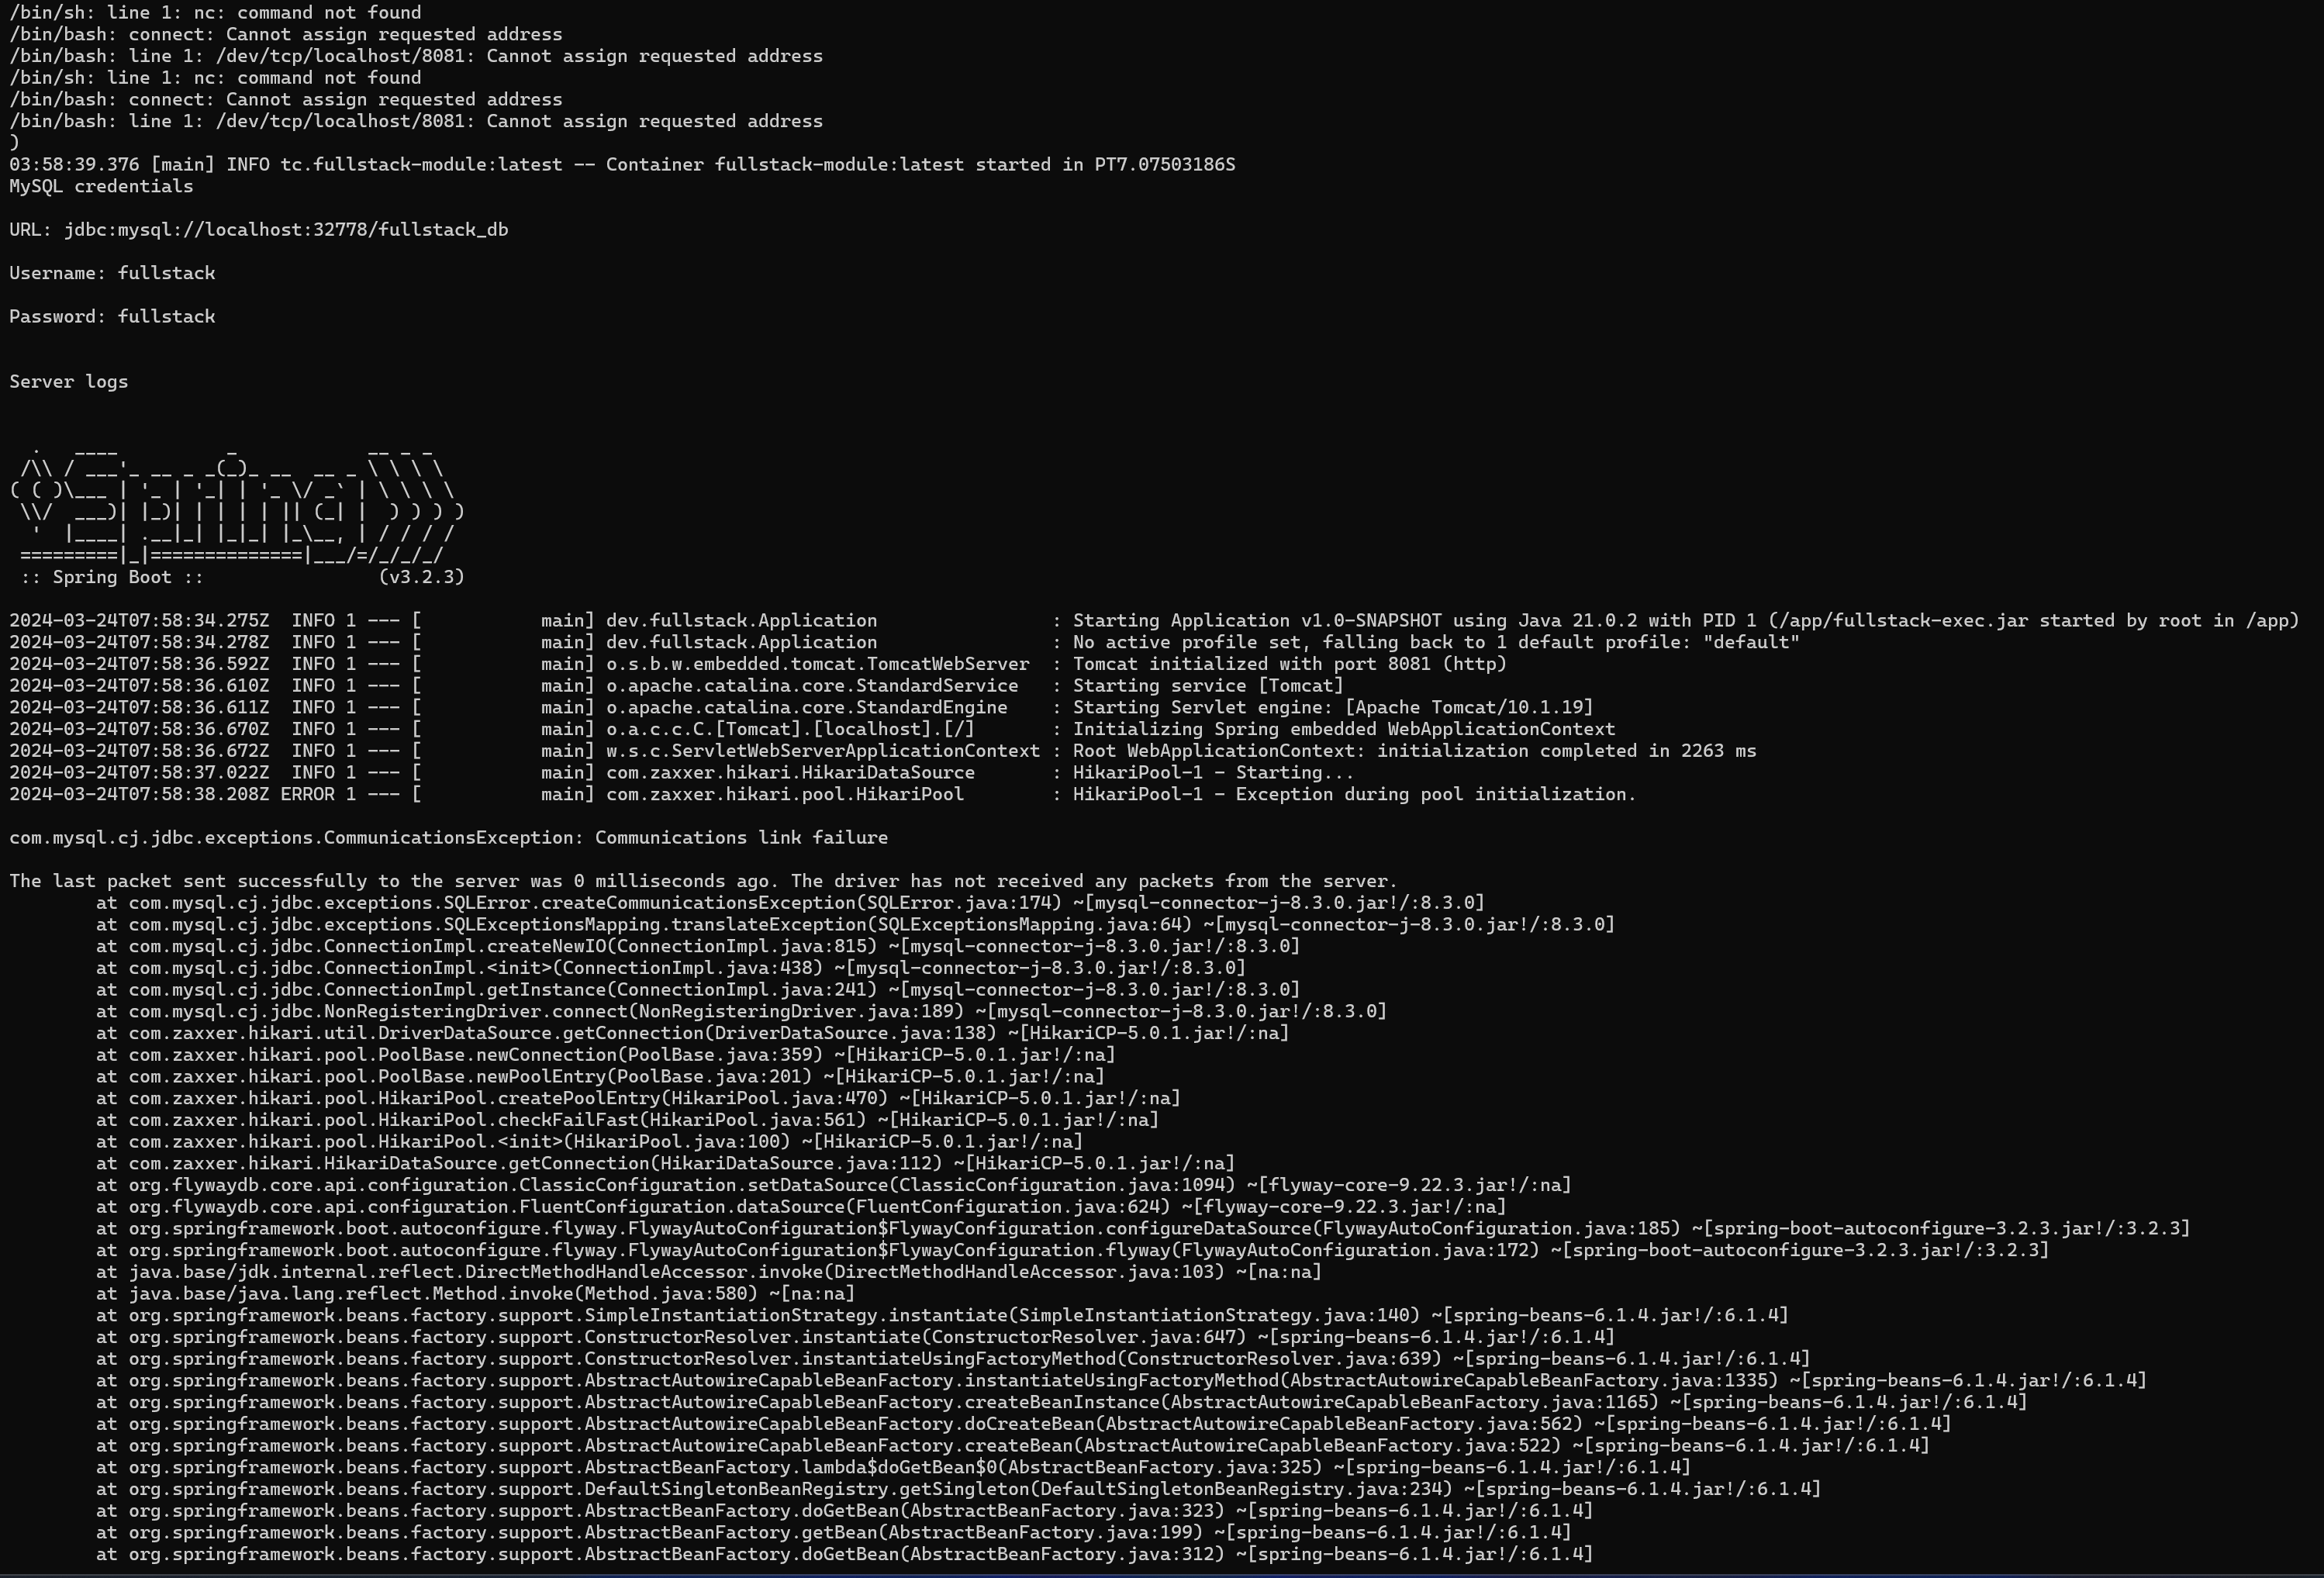 /bin/sh: line 1: nc: command not found
/bin/bash: connect: Cannot assign requested address
/bin/bash: line 1: /dev/tcp/localhost/8081: Cannot assign requested address
/bin/sh: line 1: nc: command not found
/bin/bash: connect: Cannot assign requested address
/bin/bash: line 1: /dev/tcp/localhost/8081: Cannot assign requested address
)
03:58:39.376 [main] INFO tc.fullstack-module:latest -- Container fullstack-module:latest started in PT7.07503186S
MySQL credentials
URL: jdbc:mysql://localhost:32778/fullstack_db
Username: fullstack
Password: fullstack
Server logs
  .   ____          _            __ _ _
 /\\ / ___'_ __ _ _(_)_ __  __ _ \ \ \ \
( ( )\___ | '_ | '_| | '_ \/ _` | \ \ \ \
 \\/  ___)| |_)| | | | | || (_| |  ) ) ) )
  '  |____| .__|_| |_|_| |_\__, | / / / /
 =========|_|==============|___/=/_/_/_/
 :: Spring Boot ::                (v3.2.3)
2024-03-24T07:58:34.275Z  INFO 1 --- [           main] dev.fullstack.Application                : Starting Application v1.0-SNAPSHOT using Java 21.0.2 with PID 1 (/app/fullstack-exec.jar started by root in /app)
2024-03-24T07:58:34.278Z  INFO 1 --- [           main] dev.fullstack.Application                : No active profile set, falling back to 1 default profile: "default"
2024-03-24T07:58:36.592Z  INFO 1 --- [           main] o.s.b.w.embedded.tomcat.TomcatWebServer  : Tomcat initialized with port 8081 (http)
2024-03-24T07:58:36.610Z  INFO 1 --- [           main] o.apache.catalina.core.StandardService   : Starting service [Tomcat]
2024-03-24T07:58:36.611Z  INFO 1 --- [           main] o.apache.catalina.core.StandardEngine    : Starting Servlet engine: [Apache Tomcat/10.1.19]
2024-03-24T07:58:36.670Z  INFO 1 --- [           main] o.a.c.c.C.[Tomcat].[localhost].[/]       : Initializing Spring embedded WebApplicationContext
2024-03-24T07:58:36.672Z  INFO 1 --- [           main] w.s.c.ServletWebServerApplicationContext : Root WebApplicationContext: initialization completed in 2263 ms
2024-03-24T07:58:37.022Z  INFO 1 --- [           main] com.zaxxer.hikari.HikariDataSource       : HikariPool-1 - Starting...
2024-03-24T07:58:38.208Z ERROR 1 --- [           main] com.zaxxer.hikari.pool.HikariPool        : HikariPool-1 - Exception during pool initialization.
com.mysql.cj.jdbc.exceptions.CommunicationsException: Communications link failure
The last packet sent successfully to the server was 0 milliseconds ago. The driver has not received any packets from the server.
        at com.mysql.cj.jdbc.exceptions.SQLError.createCommunicationsException(SQLError.java:174) ~[mysql-connector-j-8.3.0.jar!/:8.3.0]
        at com.mysql.cj.jdbc.exceptions.SQLExceptionsMapping.translateException(SQLExceptionsMapping.java:64) ~[mysql-connector-j-8.3.0.jar!/:8.3.0]
        at com.mysql.cj.jdbc.ConnectionImpl.createNewIO(ConnectionImpl.java:815) ~[mysql-connector-j-8.3.0.jar!/:8.3.0]
        at com.mysql.cj.jdbc.ConnectionImpl.<init>(ConnectionImpl.java:438) ~[mysql-connector-j-8.3.0.jar!/:8.3.0]
        at com.mysql.cj.jdbc.ConnectionImpl.getInstance(ConnectionImpl.java:241) ~[mysql-connector-j-8.3.0.jar!/:8.3.0]
        at com.mysql.cj.jdbc.NonRegisteringDriver.connect(NonRegisteringDriver.java:189) ~[mysql-connector-j-8.3.0.jar!/:8.3.0]
        at com.zaxxer.hikari.util.DriverDataSource.getConnection(DriverDataSource.java:138) ~[HikariCP-5.0.1.jar!/:na]
        at com.zaxxer.hikari.pool.PoolBase.newConnection(PoolBase.java:359) ~[HikariCP-5.0.1.jar!/:na]
        at com.zaxxer.hikari.pool.PoolBase.newPoolEntry(PoolBase.java:201) ~[HikariCP-5.0.1.jar!/:na]
        at com.zaxxer.hikari.pool.HikariPool.createPoolEntry(HikariPool.java:470) ~[HikariCP-5.0.1.jar!/:na]
        at com.zaxxer.hikari.pool.HikariPool.checkFailFast(HikariPool.java:561) ~[HikariCP-5.0.1.jar!/:na]
        at com.zaxxer.hikari.pool.HikariPool.<init>(HikariPool.java:100) ~[HikariCP-5.0.1.jar!/:na]
        at com.zaxxer.hikari.HikariDataSource.getConnection(HikariDataSource.java:112) ~[HikariCP-5.0.1.jar!/:na]
        at org.flywaydb.core.api.configuration.ClassicConfiguration.setDataSource(ClassicConfiguration.java:1094) ~[flyway-core-9.22.3.jar!/:na]
        at org.flywaydb.core.api.configuration.FluentConfiguration.dataSource(FluentConfiguration.java:624) ~[flyway-core-9.22.3.jar!/:na]
        at org.springframework.boot.autoconfigure.flyway.FlywayAutoConfiguration$FlywayConfiguration.configureDataSource(FlywayAutoConfiguration.java:185) ~[spring-boot-autoconfigure-3.2.3.jar!/:3.2.3]
        at org.springframework.boot.autoconfigure.flyway.FlywayAutoConfiguration$FlywayConfiguration.flyway(FlywayAutoConfiguration.java:172) ~[spring-boot-autoconfigure-3.2.3.jar!/:3.2.3]
        at java.base/jdk.internal.reflect.DirectMethodHandleAccessor.invoke(DirectMethodHandleAccessor.java:103) ~[na:na]
        at java.base/java.lang.reflect.Method.invoke(Method.java:580) ~[na:na]
        at org.springframework.beans.factory.support.SimpleInstantiationStrategy.instantiate(SimpleInstantiationStrategy.java:140) ~[spring-beans-6.1.4.jar!/:6.1.4]
        at org.springframework.beans.factory.support.ConstructorResolver.instantiate(ConstructorResolver.java:647) ~[spring-beans-6.1.4.jar!/:6.1.4]
        at org.springframework.beans.factory.support.ConstructorResolver.instantiateUsingFactoryMethod(ConstructorResolver.java:639) ~[spring-beans-6.1.4.jar!/:6.1.4]
        at org.springframework.beans.factory.support.AbstractAutowireCapableBeanFactory.instantiateUsingFactoryMethod(AbstractAutowireCapableBeanFactory.java:1335) ~[spring-beans-6.1.4.jar!/:6.1.4]
        at org.springframework.beans.factory.support.AbstractAutowireCapableBeanFactory.createBeanInstance(AbstractAutowireCapableBeanFactory.java:1165) ~[spring-beans-6.1.4.jar!/:6.1.4]
        at org.springframework.beans.factory.support.AbstractAutowireCapableBeanFactory.doCreateBean(AbstractAutowireCapableBeanFactory.java:562) ~[spring-beans-6.1.4.jar!/:6.1.4]
        at org.springframework.beans.factory.support.AbstractAutowireCapableBeanFactory.createBean(AbstractAutowireCapableBeanFactory.java:522) ~[spring-beans-6.1.4.jar!/:6.1.4]
        at org.springframework.beans.factory.support.AbstractBeanFactory.lambda$doGetBean$0(AbstractBeanFactory.java:325) ~[spring-beans-6.1.4.jar!/:6.1.4]
        at org.springframework.beans.factory.support.DefaultSingletonBeanRegistry.getSingleton(DefaultSingletonBeanRegistry.java:234) ~[spring-beans-6.1.4.jar!/:6.1.4]
        at org.springframework.beans.factory.support.AbstractBeanFactory.doGetBean(AbstractBeanFactory.java:323) ~[spring-beans-6.1.4.jar!/:6.1.4]
        at org.springframework.beans.factory.support.AbstractBeanFactory.getBean(AbstractBeanFactory.java:199) ~[spring-beans-6.1.4.jar!/:6.1.4]
        at org.springframework.beans.factory.support.AbstractBeanFactory.doGetBean(AbstractBeanFactory.java:312) ~[spring-beans-6.1.4.jar!/:6.1.4]